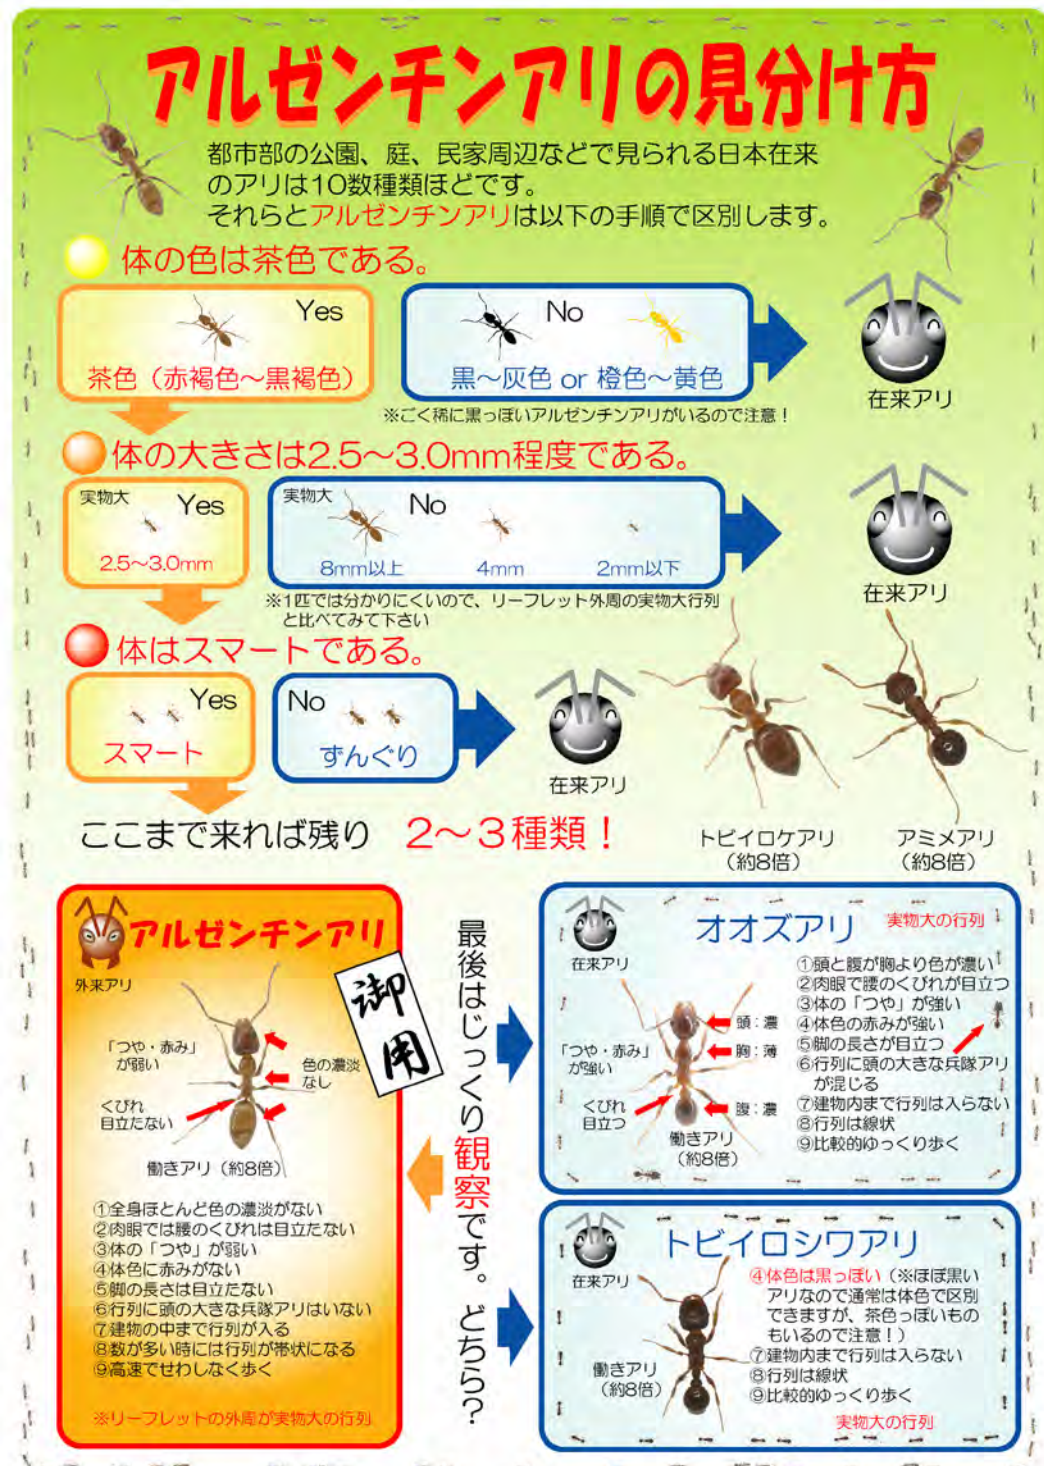 アルゼンチンアリの見分け方
都市部の公園、庭、民家周辺などで見られる日本在来
のアリは10数種類ほどです。
それらとアルゼンチンアリは以下の手順で区別します。
体の色は茶色である。
Yes
茶色（赤褐色～黒褐色）
No
黒～灰色 or 橙色～黄色
在来アリ
※ごく稀に黒っぽいアルゼンチンアリがいるので注意！
体の大きさは2.5～3.0mm程度である。
実物大
Yes
2.5～3.0mm
実物大
No
8mm以上
4mm
2mm以下
在来アリ
※1匹では分かりにくいので、リーフレット外周の実物大行列
と比べてみて下さい
体はスマートである。
Yes
スマート
No
ずんぐり
在来アリ
トビイロケアリ
（約8倍）
アミメアリ
（約8倍）
ここまで来れば残り 2～3種類！
アルゼンチンアリ
外来アリ
御用
「つや・赤み」
が弱い
色の濃淡
なし
くびれ
目立たない
働きアリ（約8倍）
①全身ほとんど色の濃淡がない
②肉眼では腰のくびれは目立たない
③体の「つや」が弱い
④体色に赤みがない
⑤脚の長さは目立たない
⑥行列に頭の大きな兵隊アリはいない
⑦建物の中まで行列が入る
⑧数が多い時には行列が帯状になる
⑨高速でせわしなく歩く
※リーフレットの外周が実物大の行列
最後はじっくり観察です。どちら？
オオズアリ
実物大の行列
在来アリ
①頭と腹が胸より色が濃い
②肉眼で腰のくびれが目立つ
③体の「つや」が強い
④体色の赤みが強い
⑤脚の長さが目立つ
⑥行列に頭の大きな兵隊アリ
が混じる
⑦建物内まで行列は入らない
⑧行列は線状
⑨比較的ゆっくり歩く
頭：濃
胸：薄
腹：濃
「つや・赤み」
が強い
くびれ
目立つ
働きアリ
（約8倍）
トビイロシワアリ
在来アリ
④体色は黒っぽい（※ほぼ黒い
アリなので通常は体色で区別
できますが、茶色っぽいもの
もいるので注意！）
⑦建物内まで行列は入らない
⑧行列は線状
⑨比較的ゆっくり歩く
働きアリ
（約8倍）
実物大の行列